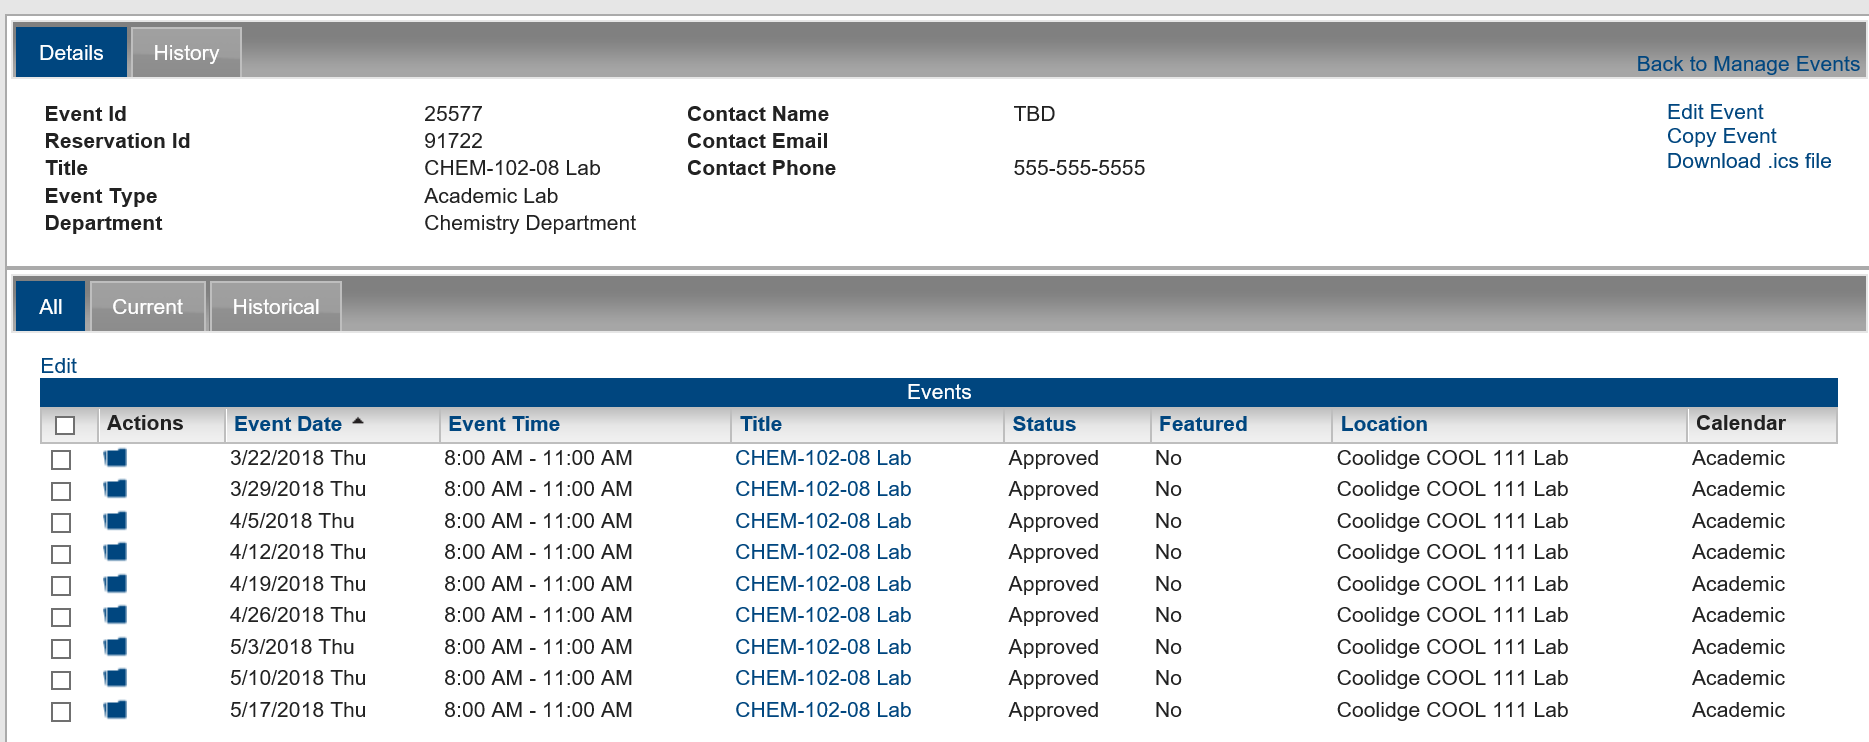 Details History
Back to Manage Events
Event Id 25577 Contact Name TBD Edit Event
Reservation Id 91722 Contact Email Copy Event
Title CHEM-102-08 Lab Contact Phone 555-555-5555 Download .ics file
Event Type Academic Lab
Department Chemistry Department
All Current Historical
Edit
Events
Actions Event Date Event Time Title Status Featured Location Calendar
3/22/2018 Thu 8:00 AM - 11:00 AM CHEM-102-08 Lab Approved No Coolidge COOL 111 Lab Academic
3/29/2018 Thu 8:00 AM - 11:00 AM CHEM-102-08 Lab Approved No Coolidge COOL 111 Lab Academic
4/5/2018 Thu 8:00 AM - 11:00 AM CHEM-102-08 Lab Approved No Coolidge COOL 111 Lab Academic
4/12/2018 Thu 8:00 AM - 11:00 AM CHEM-102-08 Lab Approved No Coolidge COOL 111 Lab Academic
4/19/2018 Thu 8:00 AM - 11:00 AM CHEM-102-08 Lab Approved No Coolidge COOL 111 Lab Academic
4/26/2018 Thu 8:00 AM - 11:00 AM CHEM-102-08 Lab Approved No Coolidge COOL 111 Lab Academic
5/3/2018 Thu 8:00 AM - 11:00 AM CHEM-102-08 Lab Approved No Coolidge COOL 111 Lab Academic
5/10/2018 Thu 8:00 AM - 11:00 AM CHEM-102-08 Lab Approved No Coolidge COOL 111 Lab Academic
5/17/2018 Thu 8:00 AM - 11:00 AM CHEM-102-08 Lab Approved No Coolidge COOL 111 Lab Academic